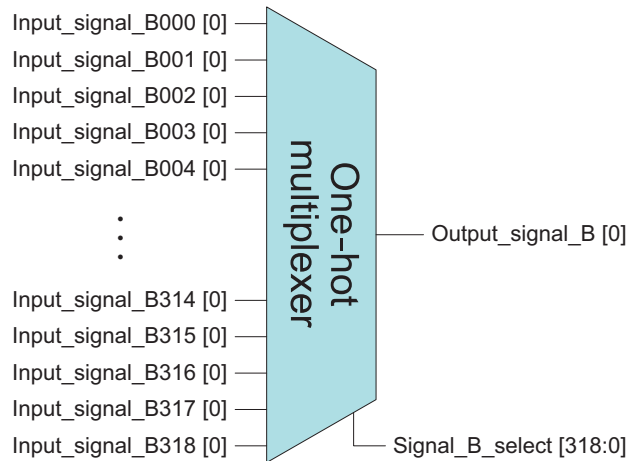 Input_signal_B000 [0]
Input_signal_B001 [0]
Input_signal_B002 [0]
Input_signal_B003 [0]
Input_signal_B004 [0]
Input_signal_B314 [0]
Input_signal_B315 [0]
Input_signal_B316 [0]
Input_signal_B317 [0]
Input_signal_B318 [0]
One-hot
multiplexer
Output_signal_B [0]
Signal_B_select [318:0]